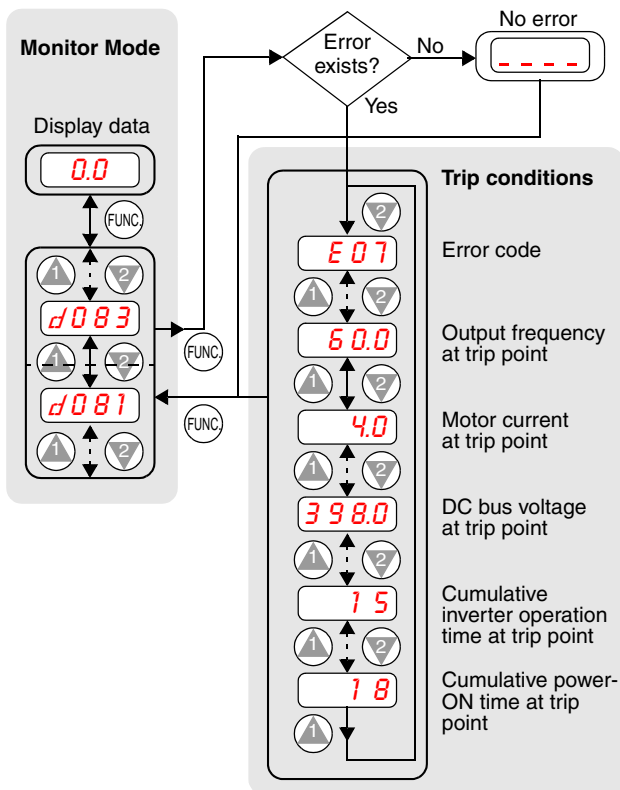 Monitor Mode
Display data
0.0
FUNC.
1 2
d083
1 2
d081
1 2
FUNC.
FUNC.
Error
exists?
No
Yes
No error
_ _ _ _
Trip conditions
2
E07
Error code
1 2
60.0
Output frequency
at trip point
1 2
4.0
Motor current
at trip point
1 2
398.0
DC bus voltage
at trip point
1 2
15
Cumulative
inverter operation
time at trip point
1 2
18
Cumulative power-
ON time at trip
point
1